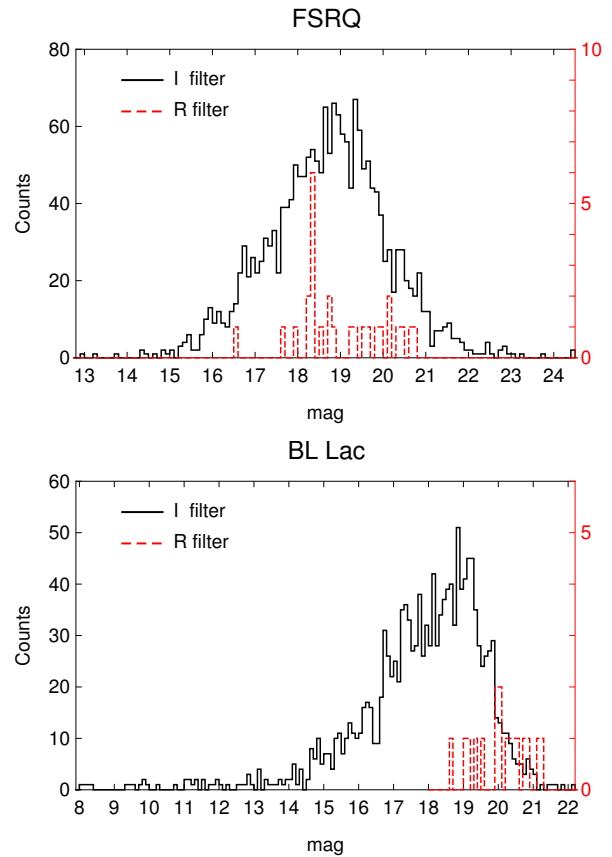 FSRQ
80
60
40
20
0
Counts
I filter
R filter
10
5
0
13 14 15 16 17 18 19 20 21 22 23 24
mag
BL Lac
60
50
40
30
20
10
0
Counts
I filter
R filter
5
0
8 9 10 11 12 13 14 15 16 17 18 19 20 21 22
mag